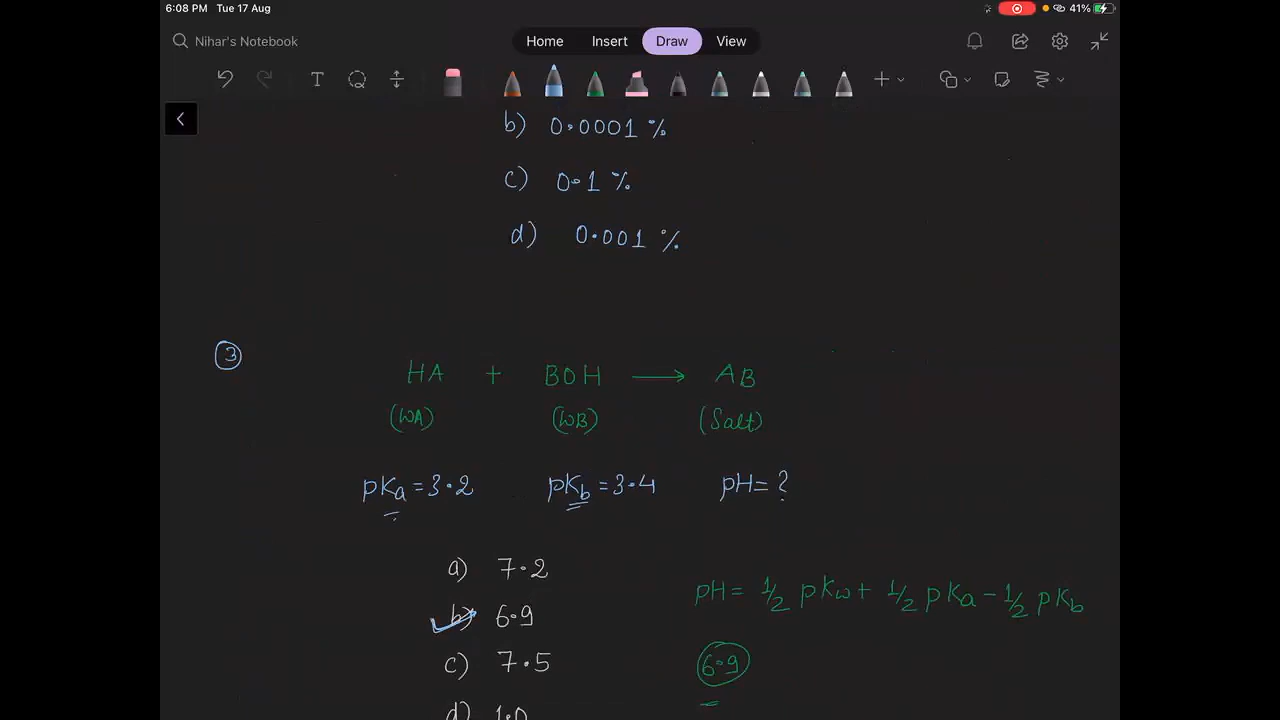 6:08 PM Tue 17 Aug
41%
Nihar's Notebook
Home Insert Draw View
T
b) 0.0001 %
c) 0.1 %
d) 0.001 %
3
HA + BOH → AB
(WA) (WB) (Salt)
pKa = 3.2 pKb = 3.4 pH = ?
a) 7.2
pH = 1/2 pKw + 1/2 pKa - 1/2 pKb
b) 6.9
c) 7.5
6.9
d) 1.0